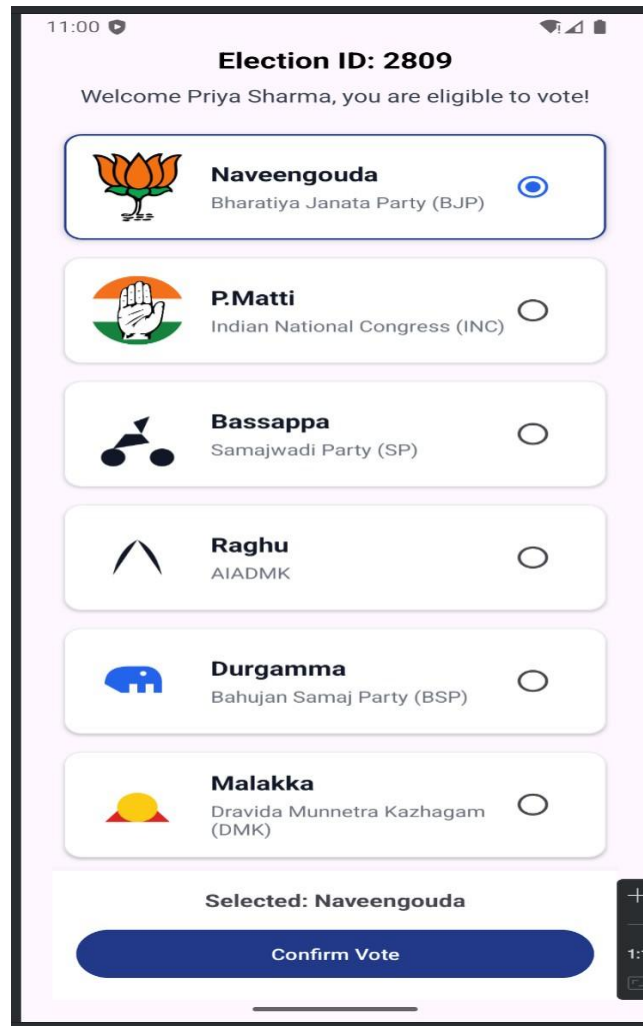 11:00
Election ID: 2809
Welcome Priya Sharma, you are eligible to vote!
Naveengouda
Bharatiya Janata Party (BJP)
P.Matti
Indian National Congress (INC)
Bassappa
Samajwadi Party (SP)
Raghu
AIADMK
Durgamma
Bahujan Samaj Party (BSP)
Malakka
Dravida Munnetra Kazhagam
(DMK)
Selected: Naveengouda
Confirm Vote